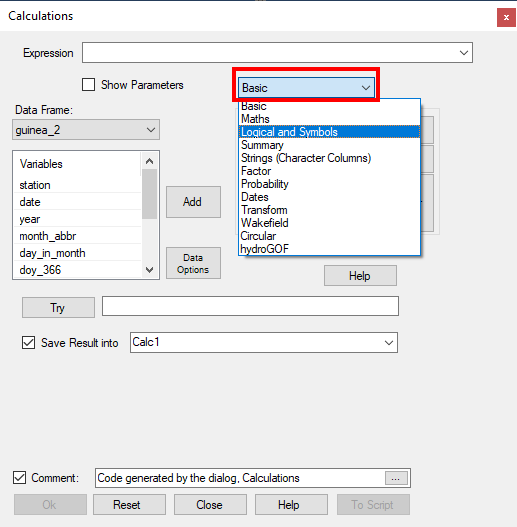 Calculations
x
Expression
Show Parameters
Basic
Data Frame:
guinea_2
Basic
Maths
Logical and Symbols
Summary
Strings (Character Columns)
Factor
Probability
Dates
Transform
Wakefield
Circular
hydroGOF
Variables
station
date
year
month_abbr
day_in_month
doy_366
Add
Data
Options
Help
Try
Save Result into
Calc1
Comment:
Code generated by the dialog, Calculations
...
Ok
Reset
Close
Help
To Script